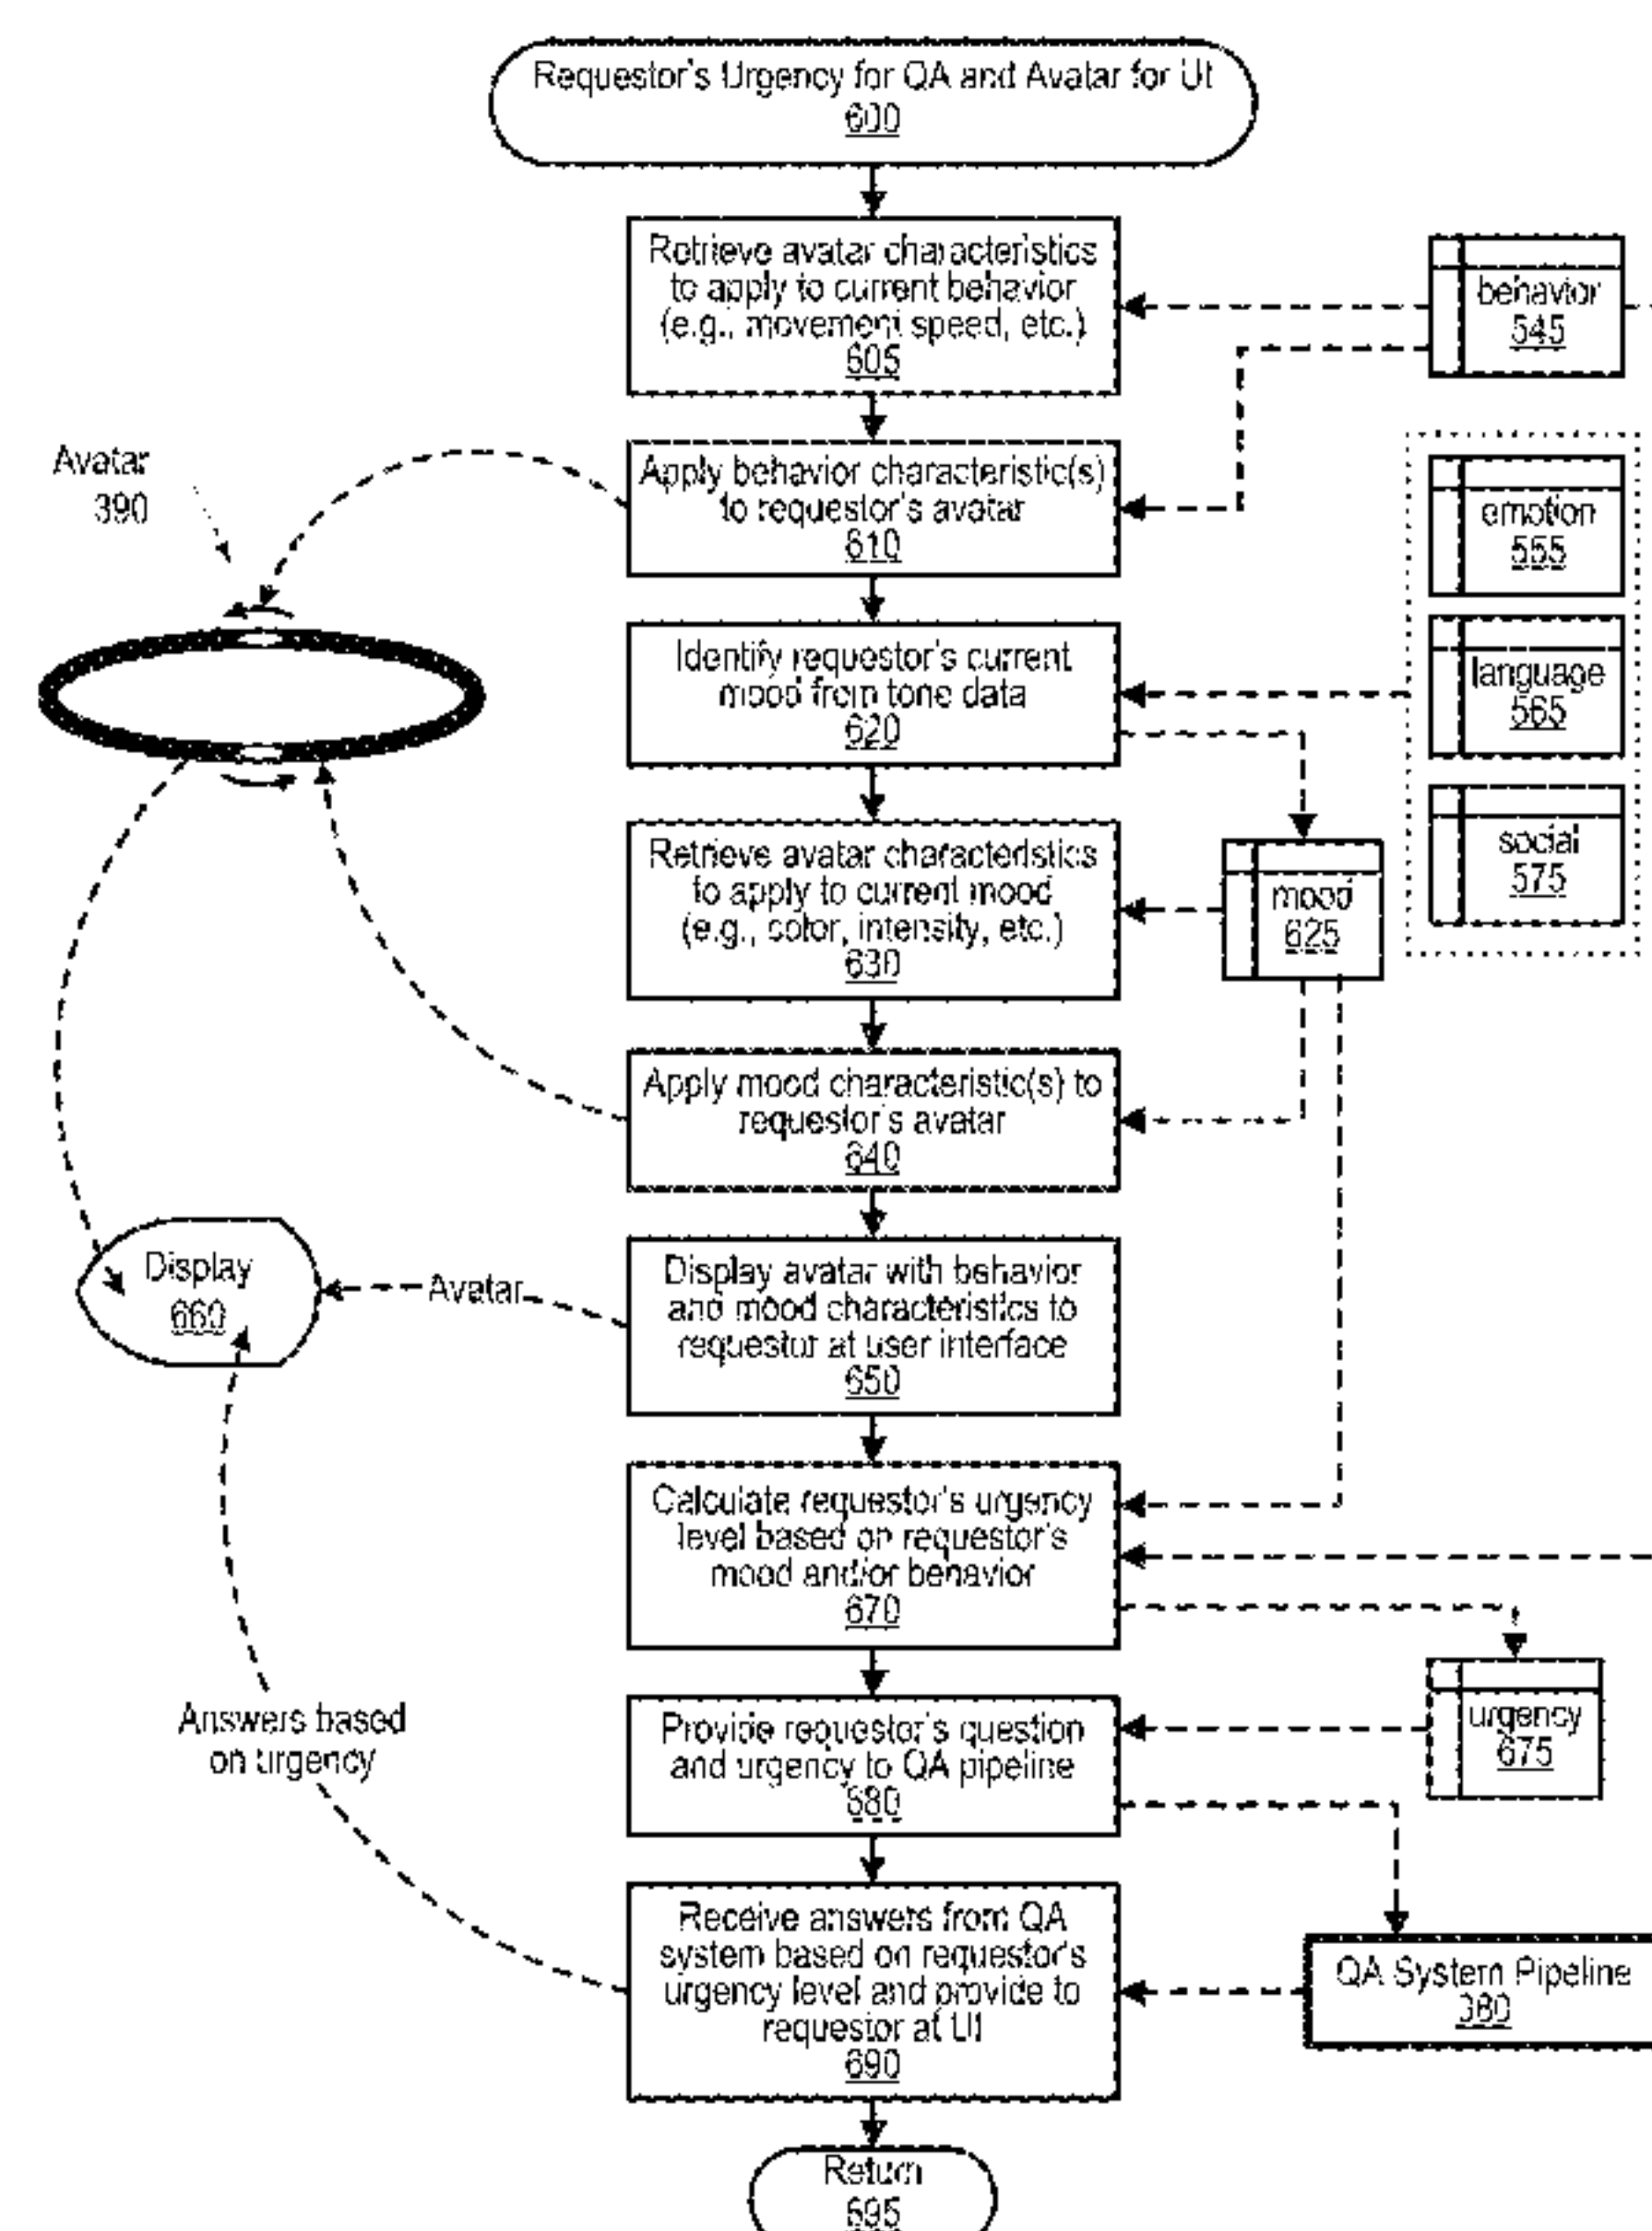 Requestor's Urgency for QA and Avatar for UI
600
Retrieve avatar characteristics
to apply to current behavior
(e.g., movement speed, etc.)
605
behavior
545
Avatar
390
Apply behavior characteristic(s)
to requestor's avatar
610
emotion
555
Identify requestor's current
mood from tone data
620
language
565
Retrieve avatar characteristics
to apply to current mood
(e.g., color, intensity, etc.)
630
mood
625
social
575
Apply mood characteristic(s) to
requestor's avatar
640
Display
660
Avatar
Display avatar with behavior
and mood characteristics to
requestor at user interface
650
Calculate requestor's urgency
level based on requestor's
mood and/or behavior
670
Answers based
on urgency
Provide requestor's question
and urgency to QA pipeline
680
urgency
675
Receive answers from QA
system based on requestor's
urgency level and provide to
requestor at UI
690
QA System Pipeline
380
Return
695